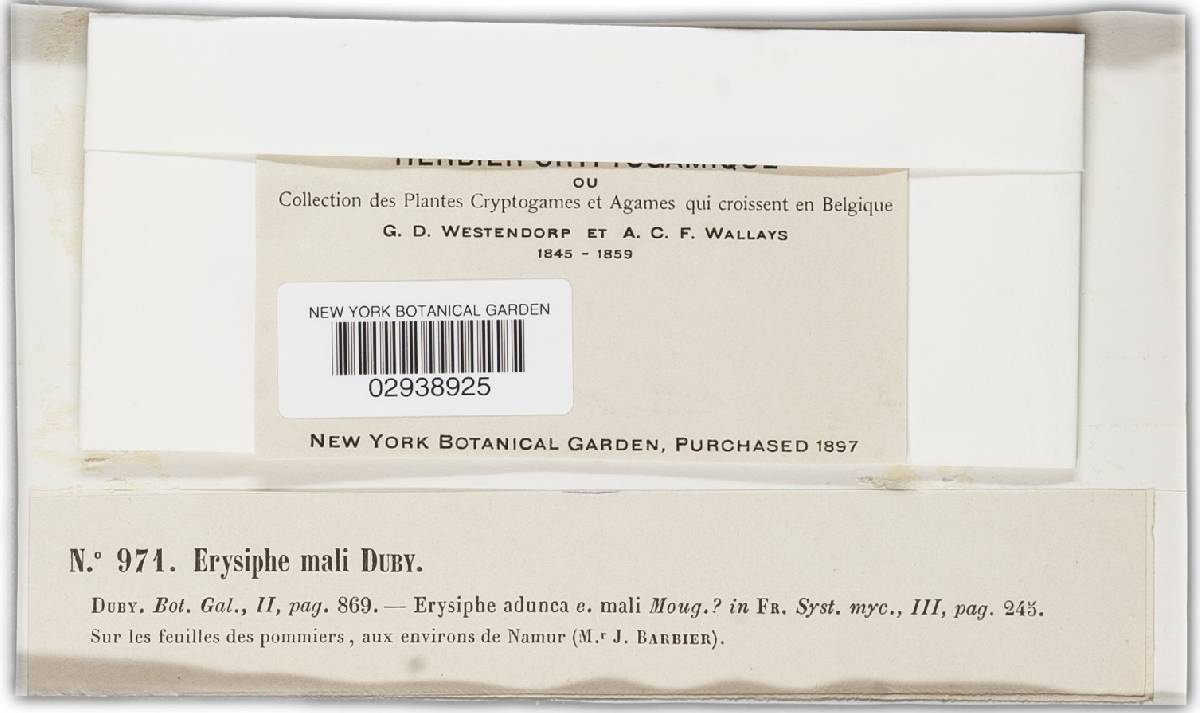 HERBIER CRYPTOGAMIQUE
OU
Collection des Plantes Cryptogames et Agames qui croissent en Belgique
G. D. WESTENDORP ET A. C. F. WALLAYS
1845 - 1859
NEW YORK BOTANICAL GARDEN
02938925
NEW YORK BOTANICAL GARDEN, PURCHASED 1897
N.º 971. Erysiphe mali DUBY.
DUBY. Bot. Gal., II, pag. 869. — Erysiphe adunca e. mali Moug.? in FR. Syst. myc., III, pag. 245.
Sur les feuilles des pommiers, aux environs de Namur (M.r J. BARBIER).